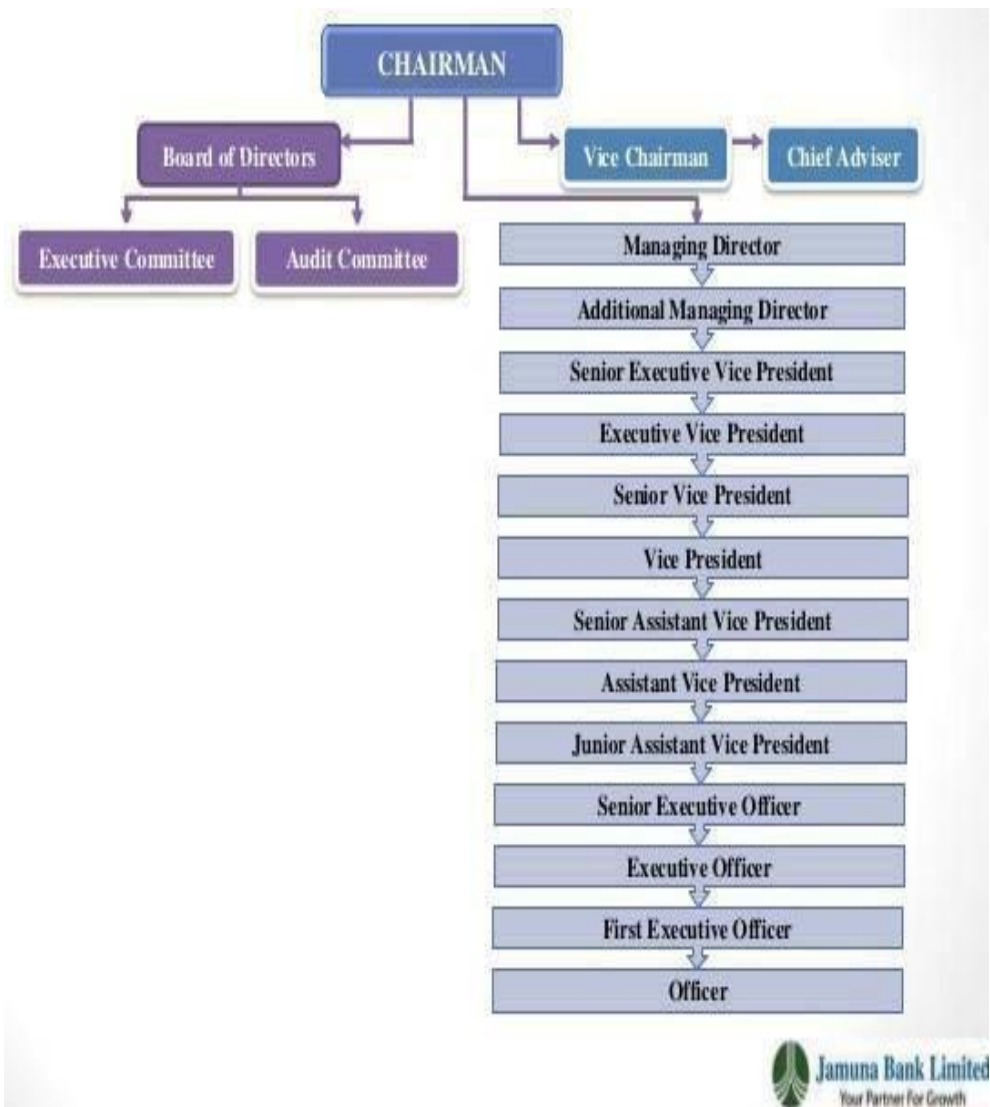 CHAIRMAN
Board of Directors
Vice Chairman
Chief Adviser
Executive Committee
Audit Committee
Managing Director
Additional Managing Director
Senior Executive Vice President
Executive Vice President
Senior Vice President
Vice President
Senior Assistant Vice President
Assistant Vice President
Junior Assistant Vice President
Senior Executive Officer
Executive Officer
First Executive Officer
Officer
Jamuna Bank Limited
Your Partner For Growth